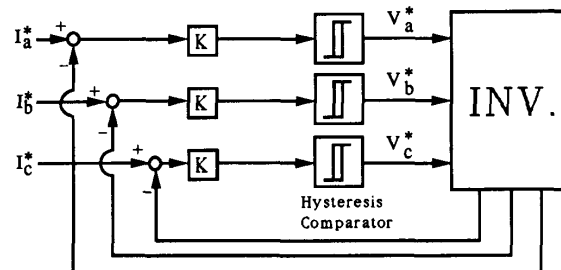 I*a + - K V*a
I*b + - K V*b INV.
I*c + - K V*c
Hysteresis
Comparator